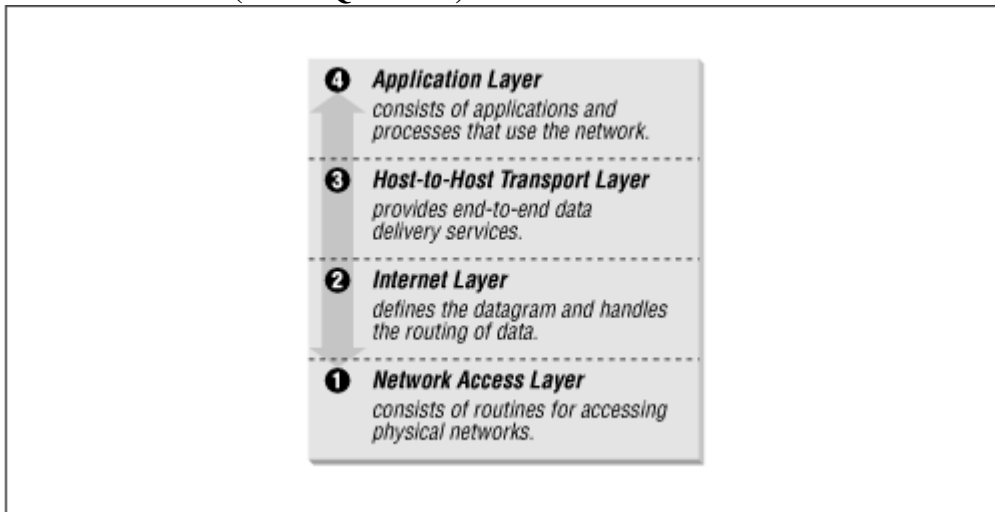 4 Application Layer
consists of applications and
processes that use the network.
3 Host-to-Host Transport Layer
provides end-to-end data
delivery services.
2 Internet Layer
defines the datagram and handles
the routing of data.
1 Network Access Layer
consists of routines for accessing
physical networks.